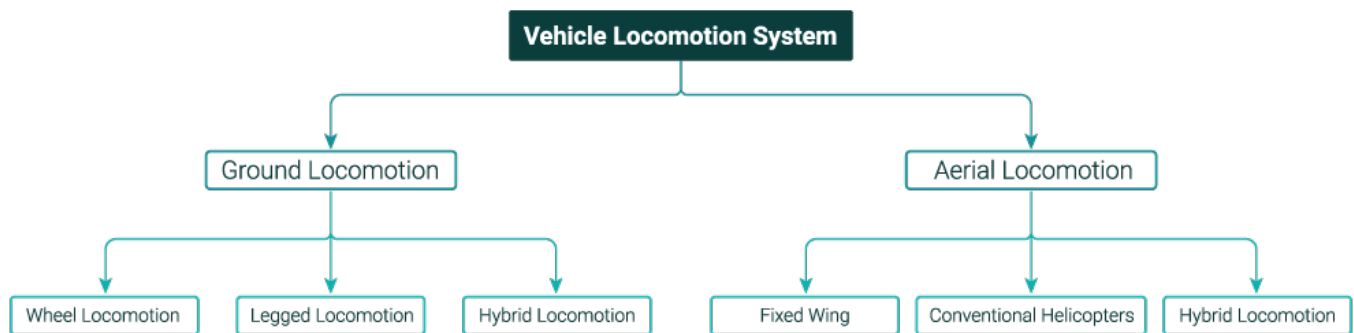 Vehicle Locomotion System
Ground Locomotion
Aerial Locomotion
Wheel Locomotion
Legged Locomotion
Hybrid Locomotion
Fixed Wing
Conventional Helicopters
Hybrid Locomotion